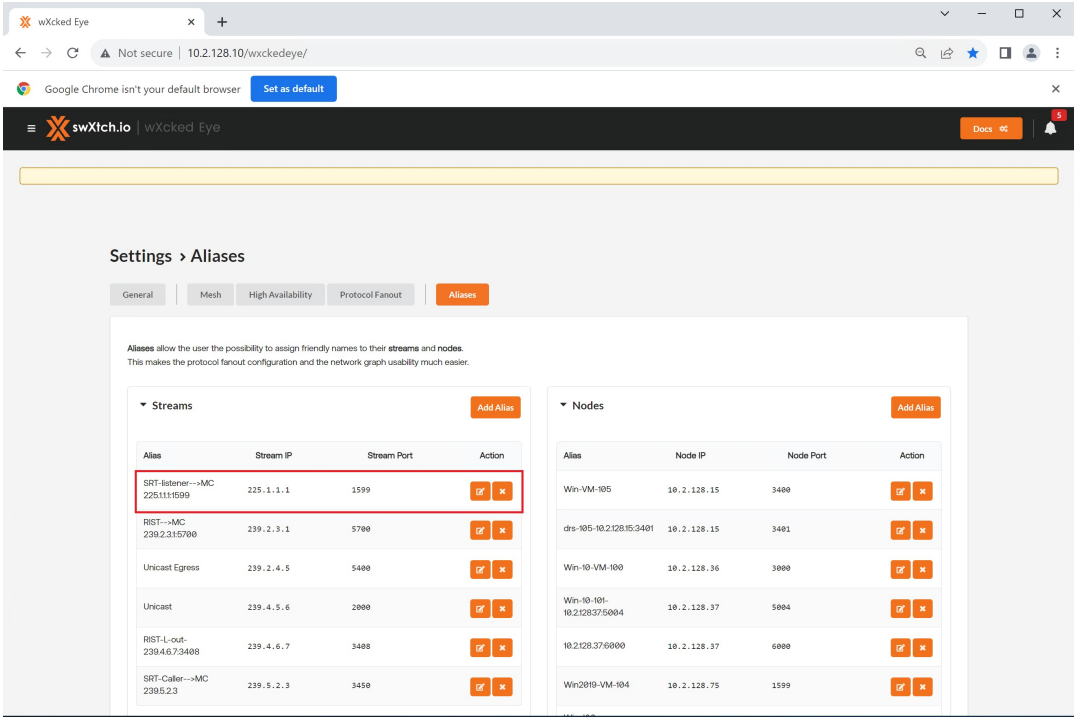 wXcked Eye
Not secure | 10.2.128.10/wxckedeye/
Google Chrome isn't your default browser
Set as default
swXtch.io | wXcked Eye
Docs
5
Settings › Aliases
General
Mesh
High Availability
Protocol Fanout
Aliases
Aliases allow the user the possibility to assign friendly names to their streams and nodes.
This makes the protocol fanout configuration and the network graph usability much easier.
Streams
Add Alias
Alias Stream IP Stream Port Action
SRT-listener-->MC
225.1.1.1:1599
225.1.1.1 1599
RIST-->MC
239.2.3.1:5700
239.2.3.1 5700
Unicast Egress 239.2.4.5 5400
Unicast 239.4.5.6 2000
RIST-L-out-
239.4.6.7:3408
239.4.6.7 3408
SRT-Caller-->MC
239.5.2.3
239.5.2.3 3450
Nodes
Add Alias
Alias Node IP Node Port Action
Win-VM-105 10.2.128.15 3400
drs-105-10.2.128.15:3401 10.2.128.15 3401
Win-10-VM-100 10.2.128.36 3000
Win-10-101-
10.2.12837:5004
10.2.128.37 5004
10.2.128.37:6000 10.2.128.37 6000
Win2019-VM-104 10.2.128.75 1599